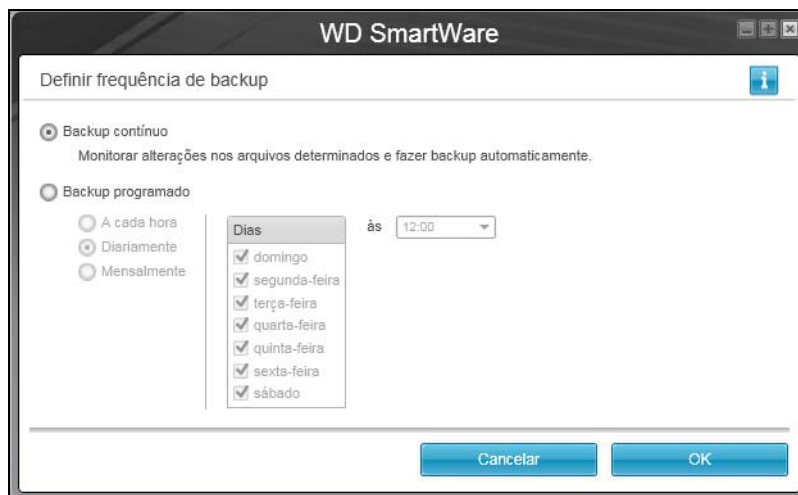 WD SmartWare
Definir frequência de backup
Backup contínuo
Monitorar alterações nos arquivos determinados e fazer backup automaticamente.
Backup programado
A cada hora
Diariamente
Mensalmente
Dias
domingo
segunda-feira
terça-feira
quarta-feira
quinta-feira
sexta-feira
sábado
às 12:00
Cancelar OK